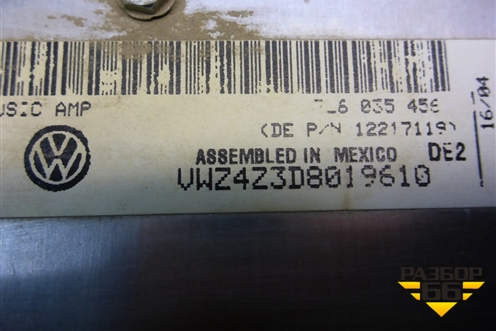 USIC AMP
7L6 035 456
(DE P/N 12217119)
ASSEMBLED IN MEXICO DE2
VWZ4Z3D8019610
16/04
РАЗБОР
66